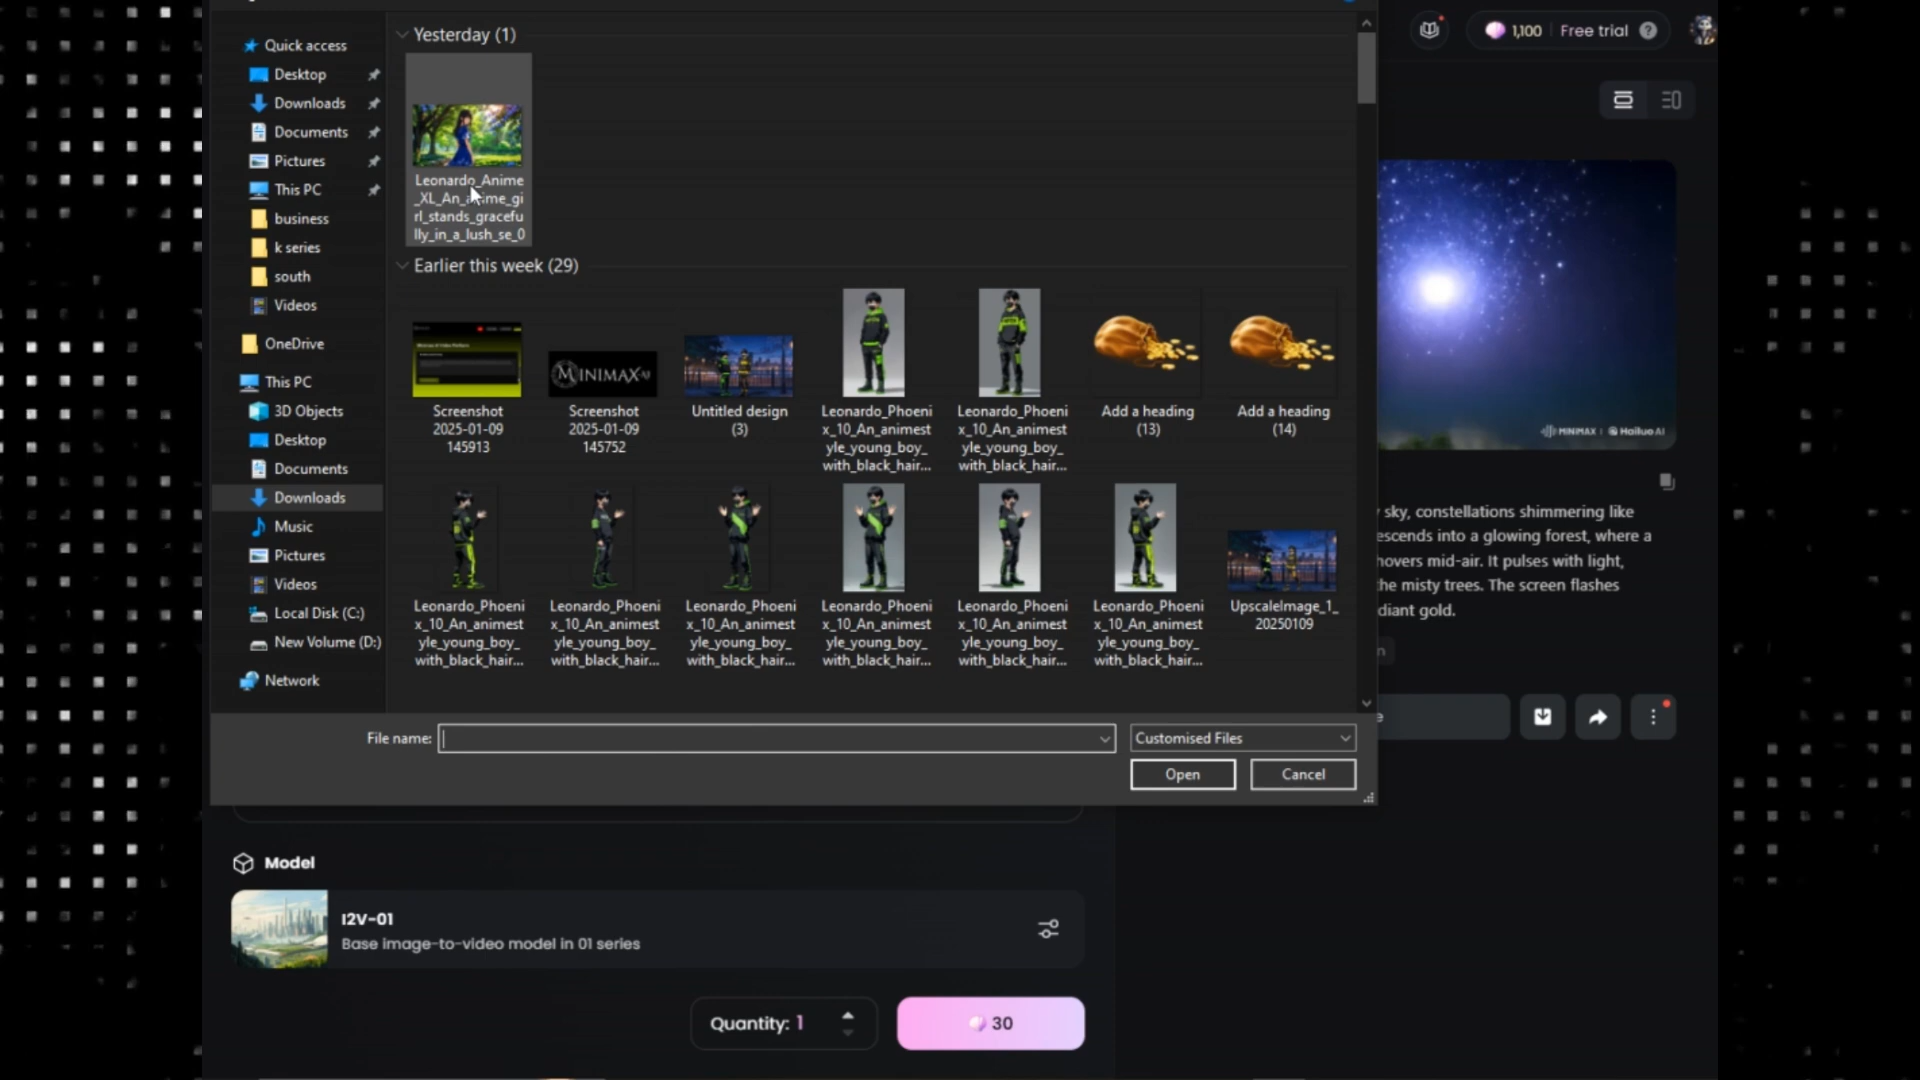 Quick access
Desktop
Downloads
Documents
Pictures
This PC
business
k series
south
Videos
OneDrive
This PC
3D Objects
Desktop
Documents
Downloads
Music
Pictures
Videos
Local Disk (C:)
New Volume (D:)
Network
Yesterday (1)
Leonardo_Anime
_XL_An_anime_gi
rl_stands_gracefu
lly_in_a_lush_se_0
Earlier this week (29)
MINIMAX AI
Screenshot
2025-01-09
145913
Screenshot
2025-01-09
145752
Untitled design
(3)
Leonardo_Phoeni
x_10_An_animest
yle_young_boy_
with_black_hair...
Leonardo_Phoeni
x_10_An_animest
yle_young_boy_
with_black_hair...
Add a heading
(13)
Add a heading
(14)
Leonardo_Phoeni
x_10_An_animest
yle_young_boy_
with_black_hair...
Leonardo_Phoeni
x_10_An_animest
yle_young_boy_
with_black_hair...
Leonardo_Phoeni
x_10_An_animest
yle_young_boy_
with_black_hair...
Leonardo_Phoeni
x_10_An_animest
yle_young_boy_
with_black_hair...
Leonardo_Phoeni
x_10_An_animest
yle_young_boy_
with_black_hair...
Leonardo_Phoeni
x_10_An_animest
yle_young_boy_
with_black_hair...
UpscaleImage_1_
20250109
File name:
Customised Files
Open
Cancel
1,100 Free trial ?
MINIMAX | Hailuo AI
sky, constellations shimmering like
escends into a glowing forest, where a
hovers mid-air. It pulses with light,
the misty trees. The screen flashes
diant gold.
Model
I2V-01
Base image-to-video model in 01 series
Quantity: 1
30